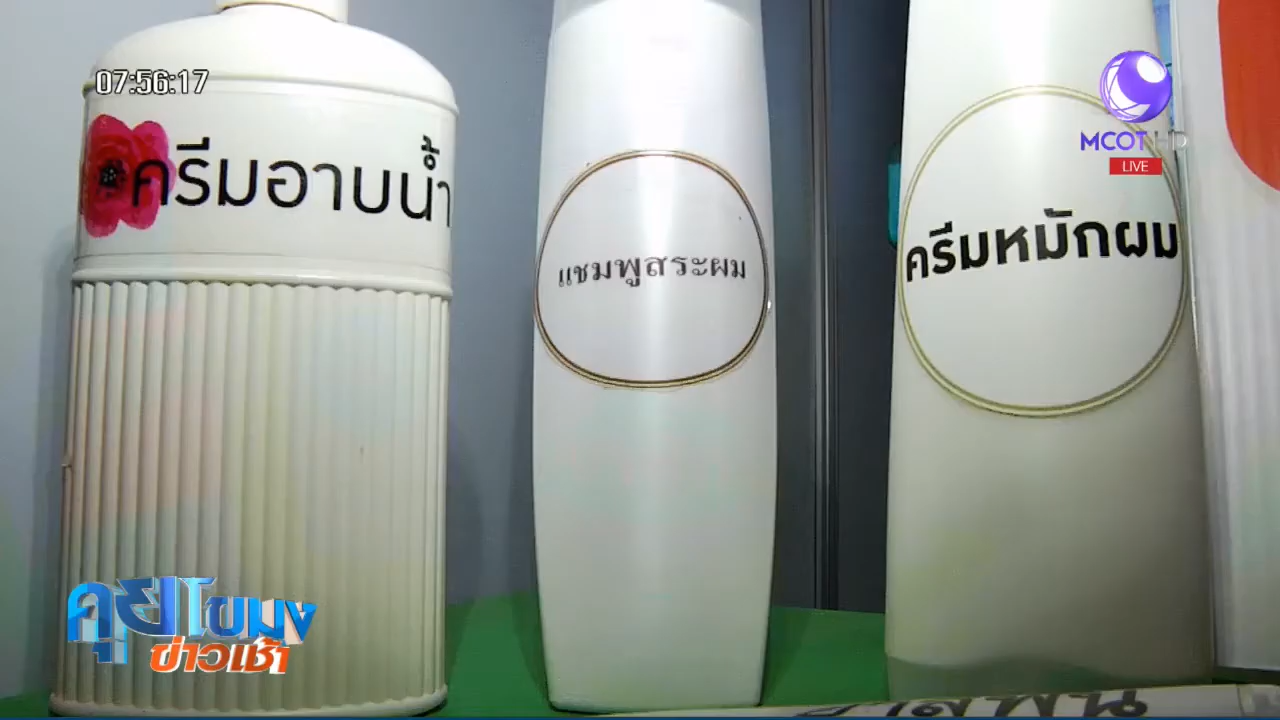 07:56:17
MCOT HD
LIVE
ครีมอาบน้ำ
แชมพูสระผม
ครีมหมักผม
คุยโขมง
ข่าวเช้า